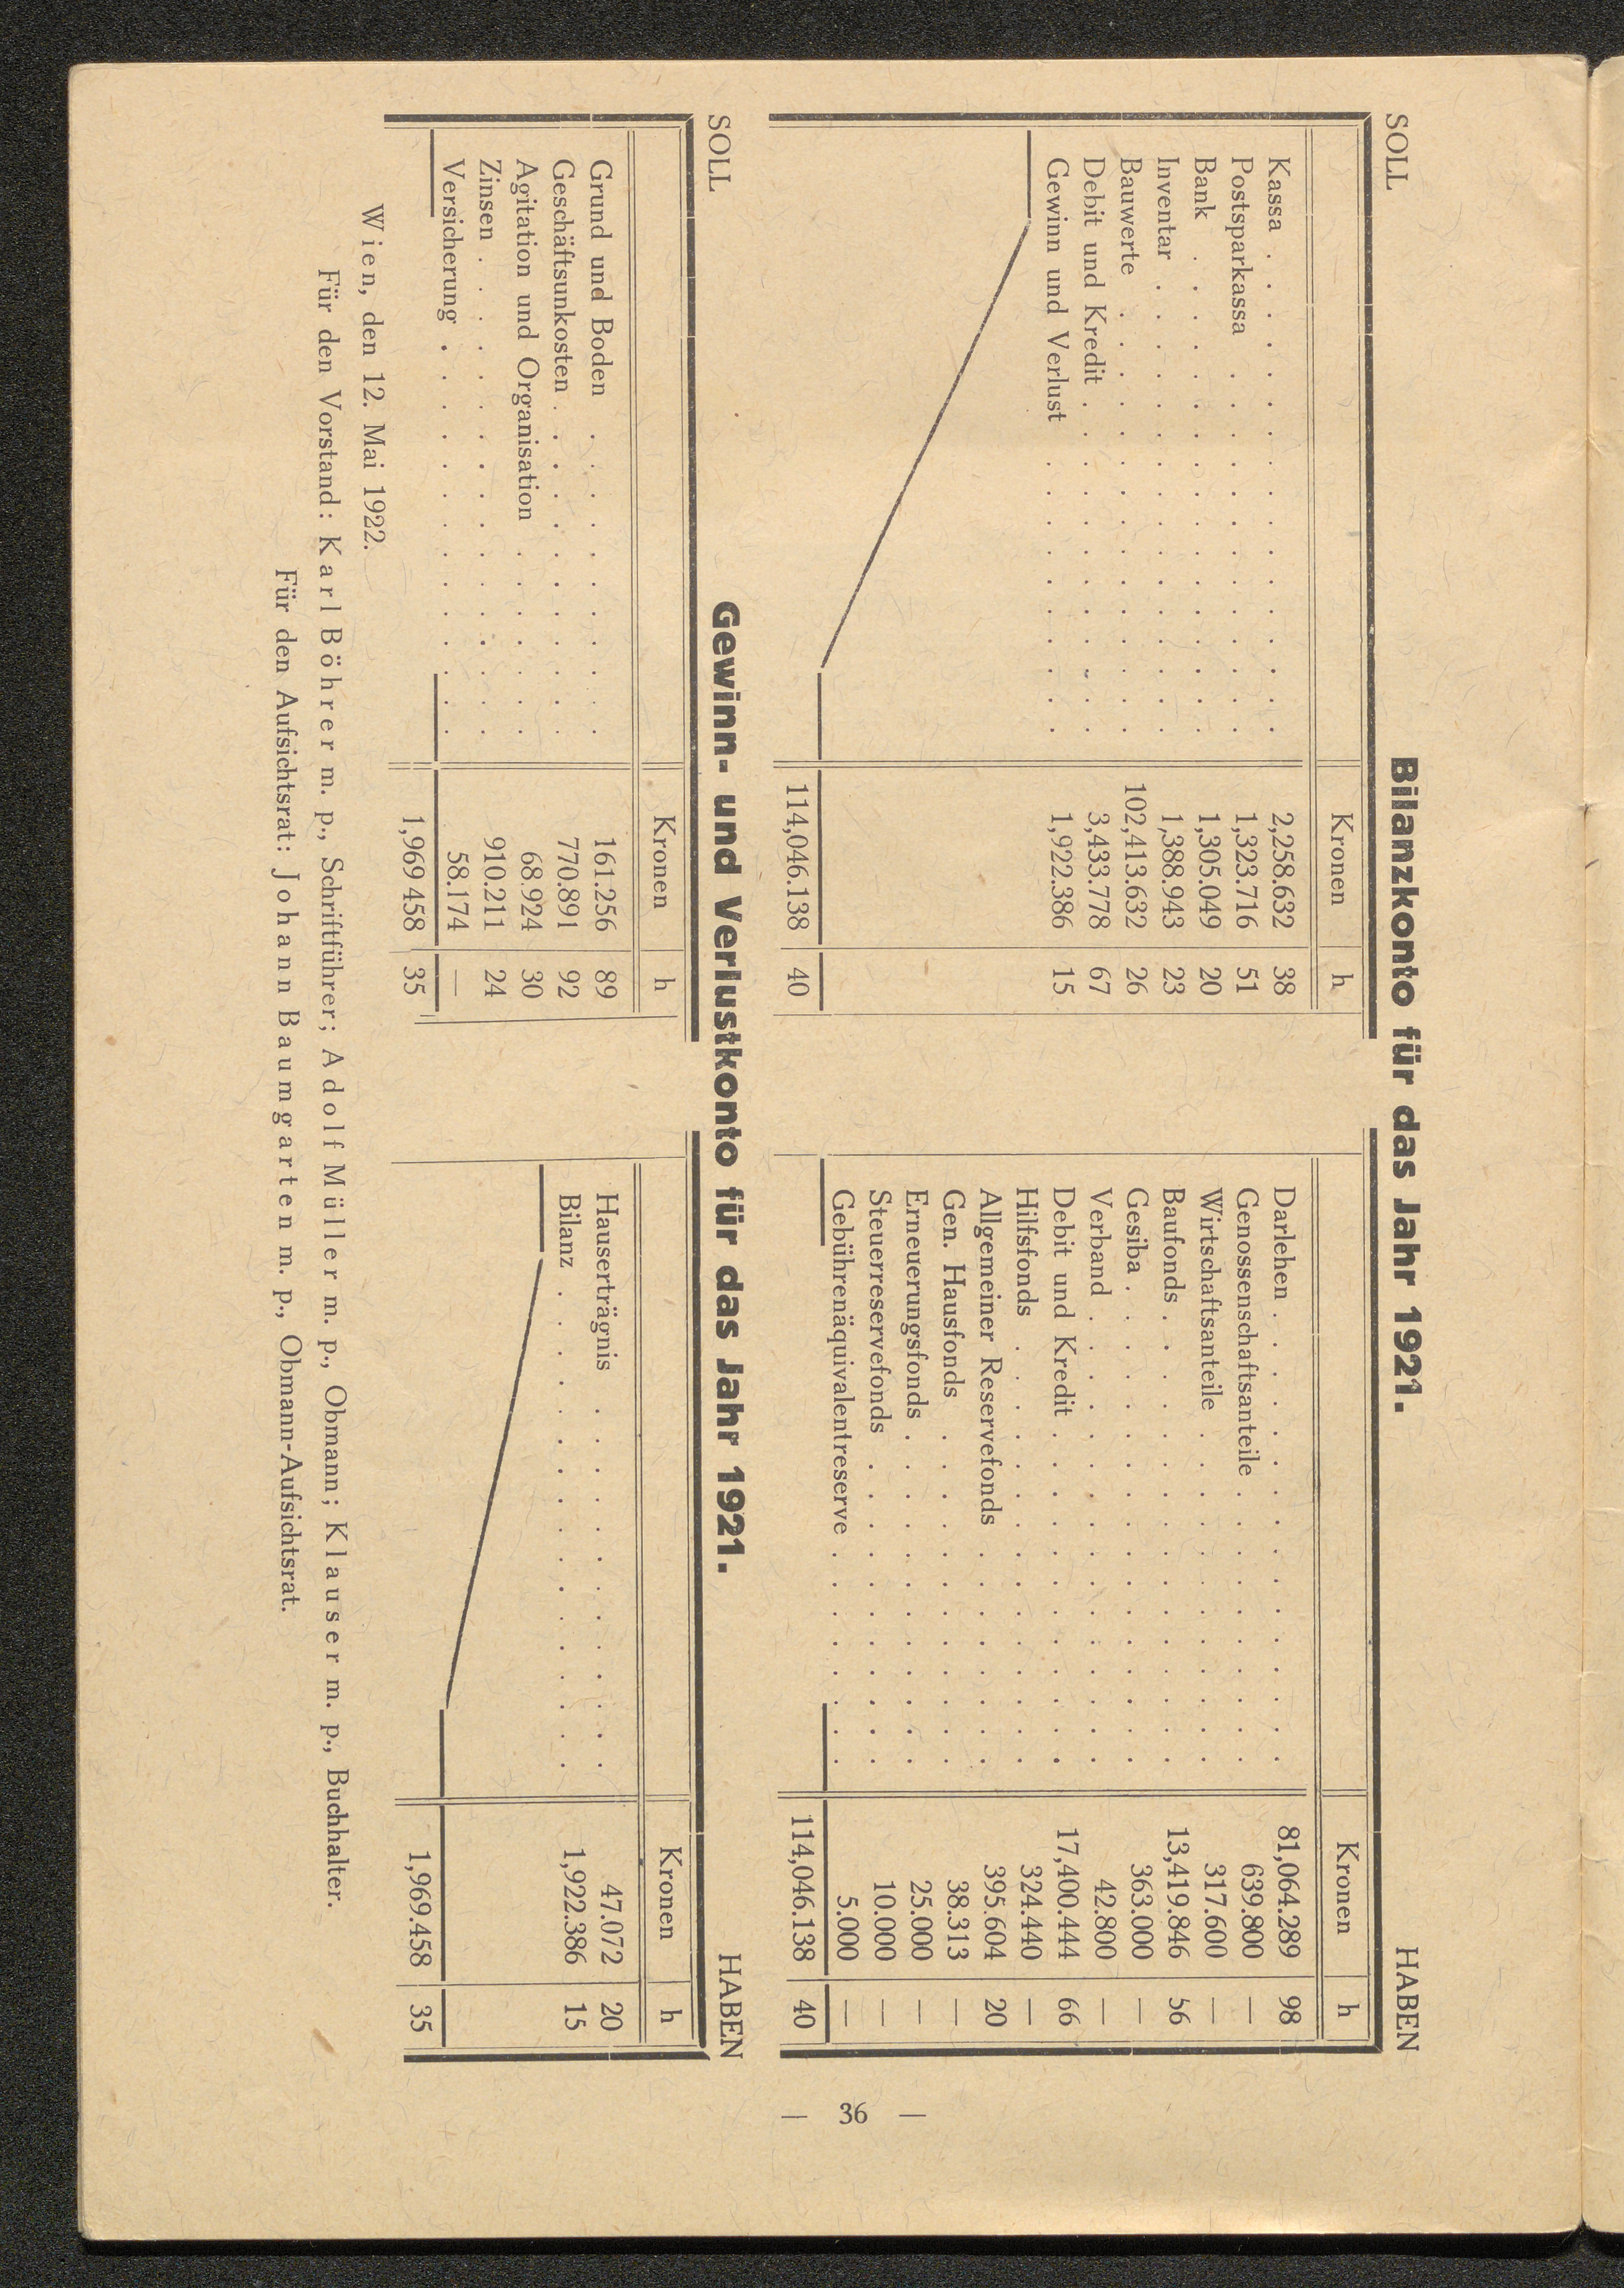 Bilanzkonto für das Jahr 1921.
SOLL
HABEN
Kronen h
Kassa 2,258.632 38
Postsparkassa 1,323.716 51
Bank 1,305.049 20
Inventar 1,388.943 23
Bauwerte 102,413.632 26
Debit und Kredit 3,433.778 67
Gewinn und Verlust 1,922.386 15
114,046.138 40
Kronen h
Darlehen 81,064.289 98
Genossenschaftsanteile 639.800 —
Wirtschaftsanteile 317.600 —
Baufonds 13,419.846 56
Gesiba 363.000 —
Verband 42.800 —
Debit und Kredit 17,400.444 66
Hilfsfonds 324.440 —
Allgemeiner Reservefonds 395.604 20
Gen. Hausfonds 38.313 —
Erneuerungsfonds 25.000 —
Steuerreservefonds 10.000 —
Gebührenäquivalentreserve 5.000 —
114,046.138 40
Gewinn- und Verlustkonto für das Jahr 1921.
SOLL
HABEN
Kronen h
Grund und Boden 161.256 89
Geschäftsunkosten 770.891 92
Agitation und Organisation 68.924 30
Zinsen 910.211 24
Versicherung 58.174 —
1,969 458 35
Kronen h
Hauserträgnis 47.072 20
Bilanz 1,922.386 15
1,969.458 35
Wien, den 12. Mai 1922.
Für den Vorstand: Karl Böhrer m. p., Schriftführer; Adolf Müller m. p., Obmann; Klauser m. p., Buchhalter.
Für den Aufsichtsrat: Johann Baumgarten m. p., Obmann-Aufsichtsrat.
— 36 —